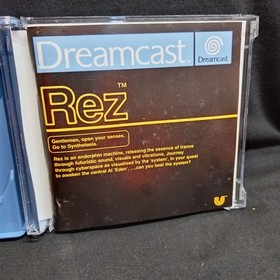 Dreamcast
Dreamcast
Rez™
Gentlemen, open your senses.
Go to Synthetasia.
Rez is an endorphin machine, releasing the essence of trance
through futuristic sound, visuals and vibrations. Journey
through cyberspace as visualised by the 'system', in your quest
to awaken the central AI 'Eden'. ...can you beat the system?